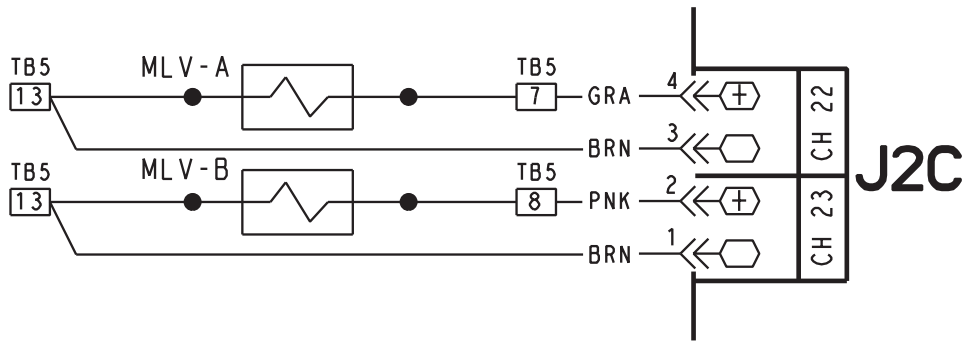 TB5 MLV-A TB5
13 7 GRA 4 +
BRN 3
CH 22
TB5 MLV-B TB5
13 8 PNK 2 +
BRN 1
CH 23
J2C